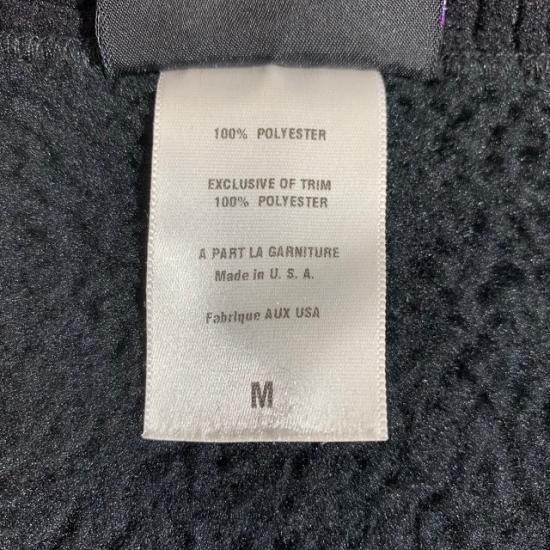 100% POLYESTER
EXCLUSIVE OF TRIM
100% POLYESTER
A PART LA GARNITURE
Made in U. S. A.
Fabrique AUX USA
M